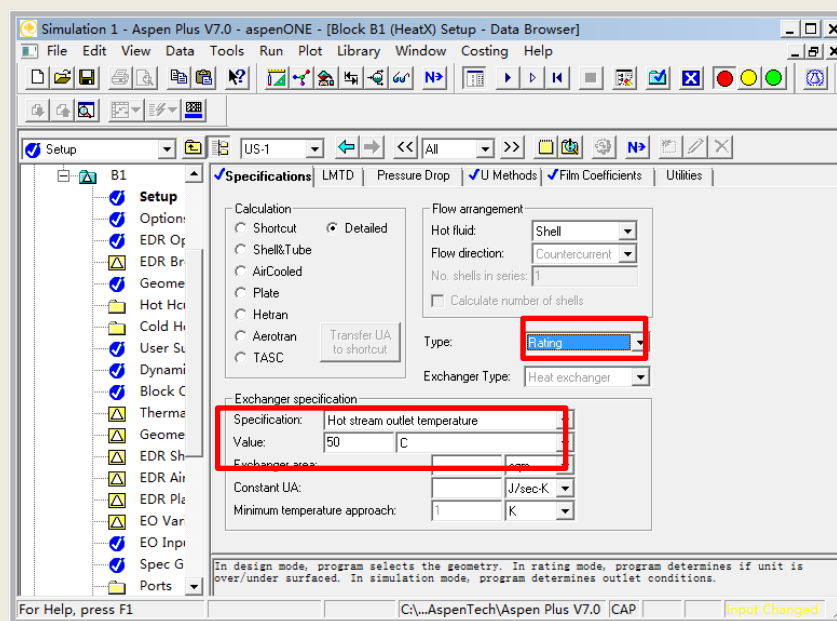 Simulation 1 - Aspen Plus V7.0 - aspenONE - [Block B1 (HeatX) Setup - Data Browser]
File Edit View Data Tools Run Plot Library Window Costing Help
N>
Setup US-1 << All >> N>
B1
Setup
Option
EDR Op
EDR Br
Geome
Hot Hc
Cold H
User Su
Dynami
Block C
Therma
Geome
EDR Sh
EDR Air
EDR Pla
EO Var
EO Inp
Spec G
Ports
Specifications LMTD Pressure Drop U Methods Film Coefficients Utilities
Calculation
Shortcut Detailed
Shell&Tube
AirCooled
Plate
Hetran
Aerotran
TASC
Transfer UA
to shortcut
Flow arrangement
Hot fluid: Shell
Flow direction: Countercurrent
No. shells in series: 1
Calculate number of shells
Type: Rating
Exchanger Type: Heat exchanger
Exchanger specification
Specification: Hot stream outlet temperature
Value: 50 C
Exchanger area: sqm
Constant UA: J/sec-K
Minimum temperature approach: 1 K
In design mode, program selects the geometry. In rating mode, program determines if unit is
over/under surfaced. In simulation mode, program determines outlet conditions.
For Help, press F1 C:\...AspenTech\Aspen Plus V7.0 CAP Input Changed